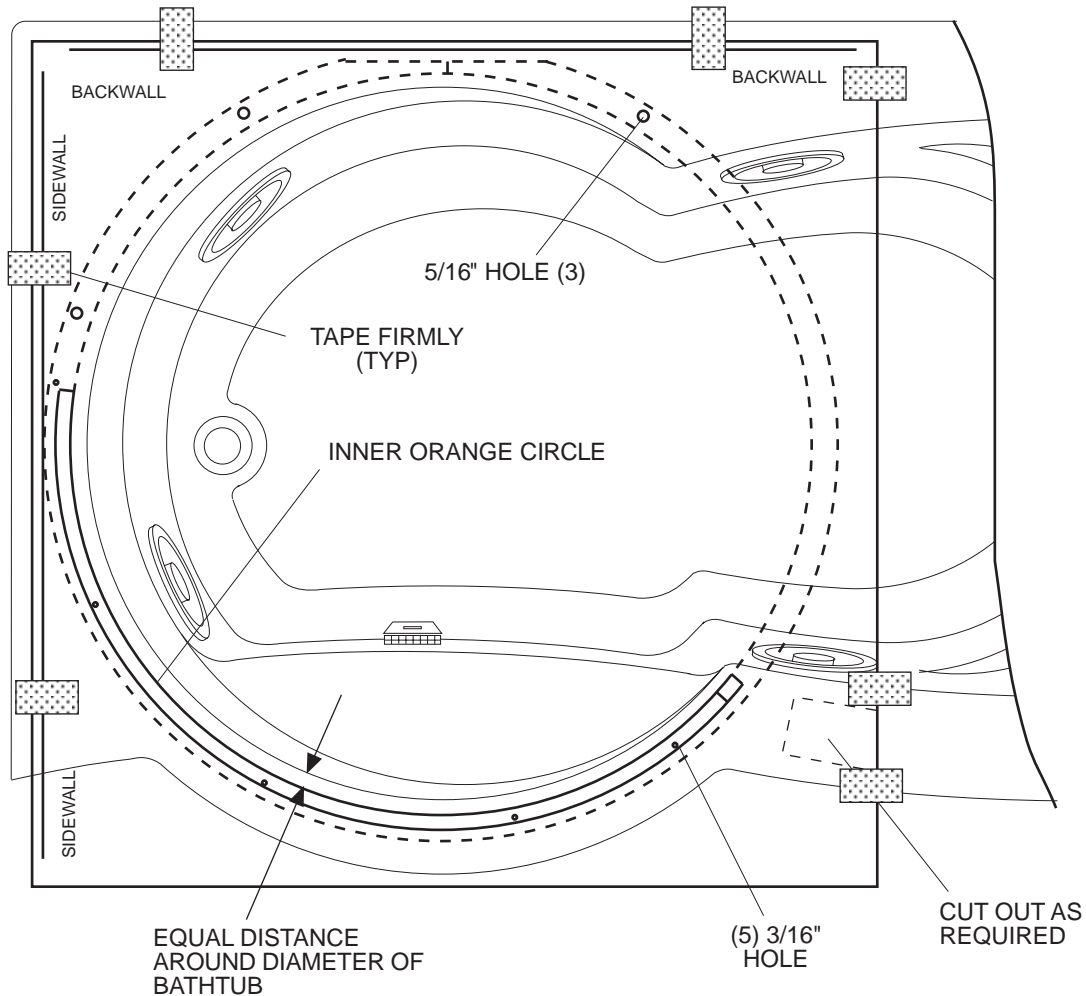 BACKWALL
BACKWALL
SIDEWALL
5/16" HOLE (3)
TAPE FIRMLY
(TYP)
INNER ORANGE CIRCLE
SIDEWALL
EQUAL DISTANCE
AROUND DIAMETER OF
BATHTUB
(5) 3/16"
HOLE
CUT OUT AS
REQUIRED